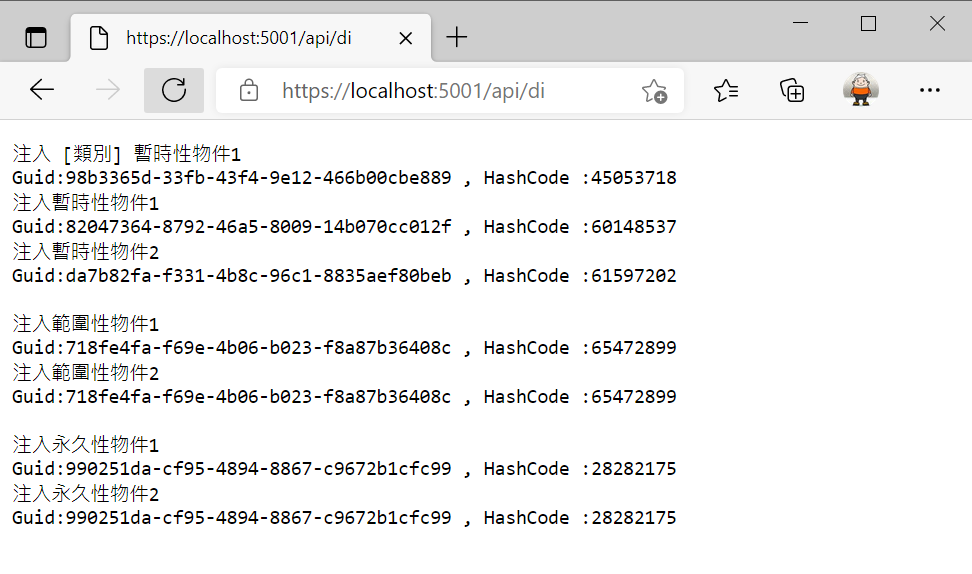 https://localhost:5001/api/di
https://localhost:5001/api/di
注入 [類別] 暫時性物件1
Guid:98b3365d-33fb-43f4-9e12-466b00cbe889 , HashCode :45053718
注入暫時性物件1
Guid:82047364-8792-46a5-8009-14b070cc012f , HashCode :60148537
注入暫時性物件2
Guid:da7b82fa-f331-4b8c-96c1-8835aef80beb , HashCode :61597202
注入範圍性物件1
Guid:718fe4fa-f69e-4b06-b023-f8a87b36408c , HashCode :65472899
注入範圍性物件2
Guid:718fe4fa-f69e-4b06-b023-f8a87b36408c , HashCode :65472899
注入永久性物件1
Guid:990251da-cf95-4894-8867-c9672b1cfc99 , HashCode :28282175
注入永久性物件2
Guid:990251da-cf95-4894-8867-c9672b1cfc99 , HashCode :28282175